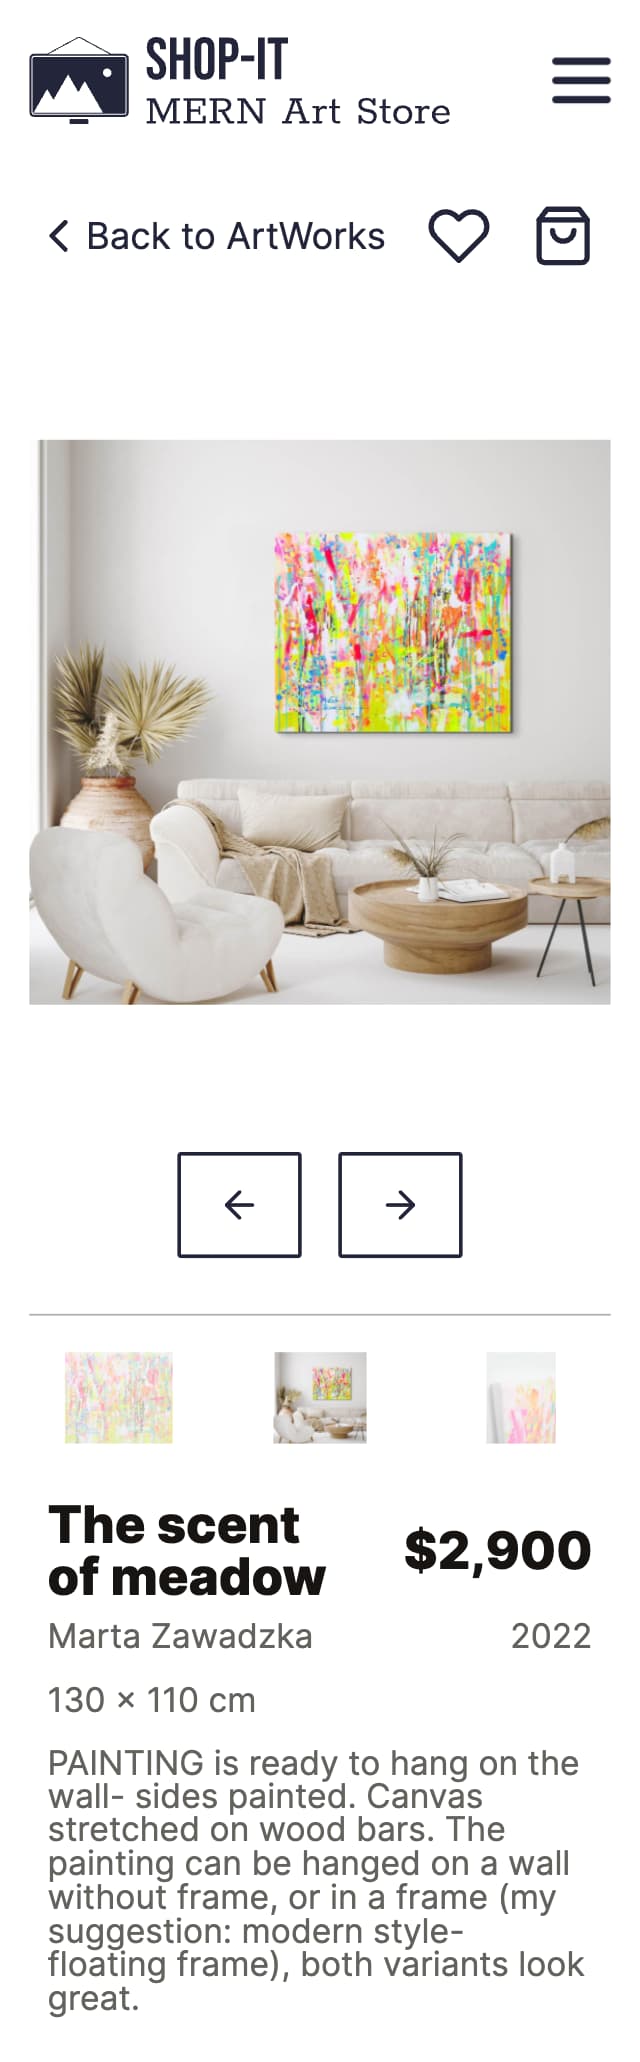 SHOP-IT
MERN Art Store
Back to ArtWorks
The scent
of meadow
$2,900
Marta Zawadzka
2022
130 × 110 cm
PAINTING is ready to hang on the
wall- sides painted. Canvas
stretched on wood bars. The
painting can be hanged on a wall
without frame, or in a frame (my
suggestion: modern style-
floating frame), both variants look
great.